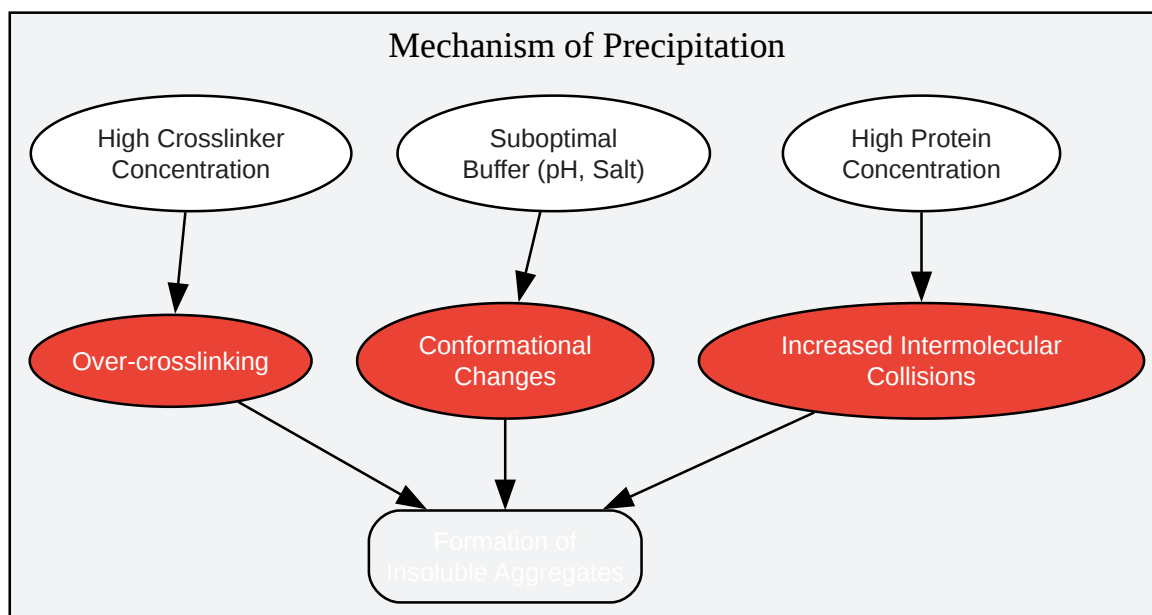 Mechanism of Precipitation
High Crosslinker
Concentration
Suboptimal
Buffer (pH, Salt)
High Protein
Concentration
Over-crosslinking
Conformational
Changes
Increased Intermolecular
Collisions
Formation of
Insoluble Aggregates